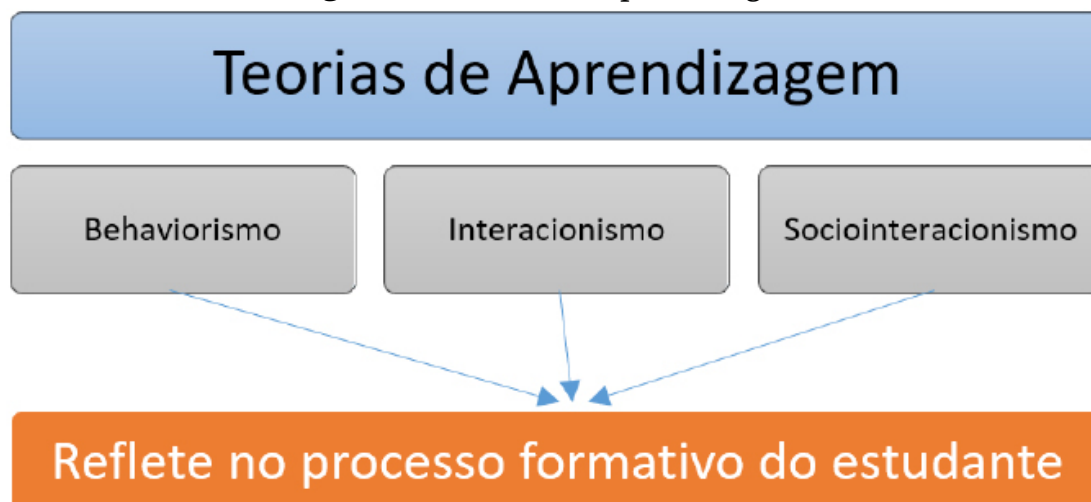 Teorias de Aprendizagem
Behaviorismo
Interacionismo
Sociointeracionismo
Reflete no processo formativo do estudante